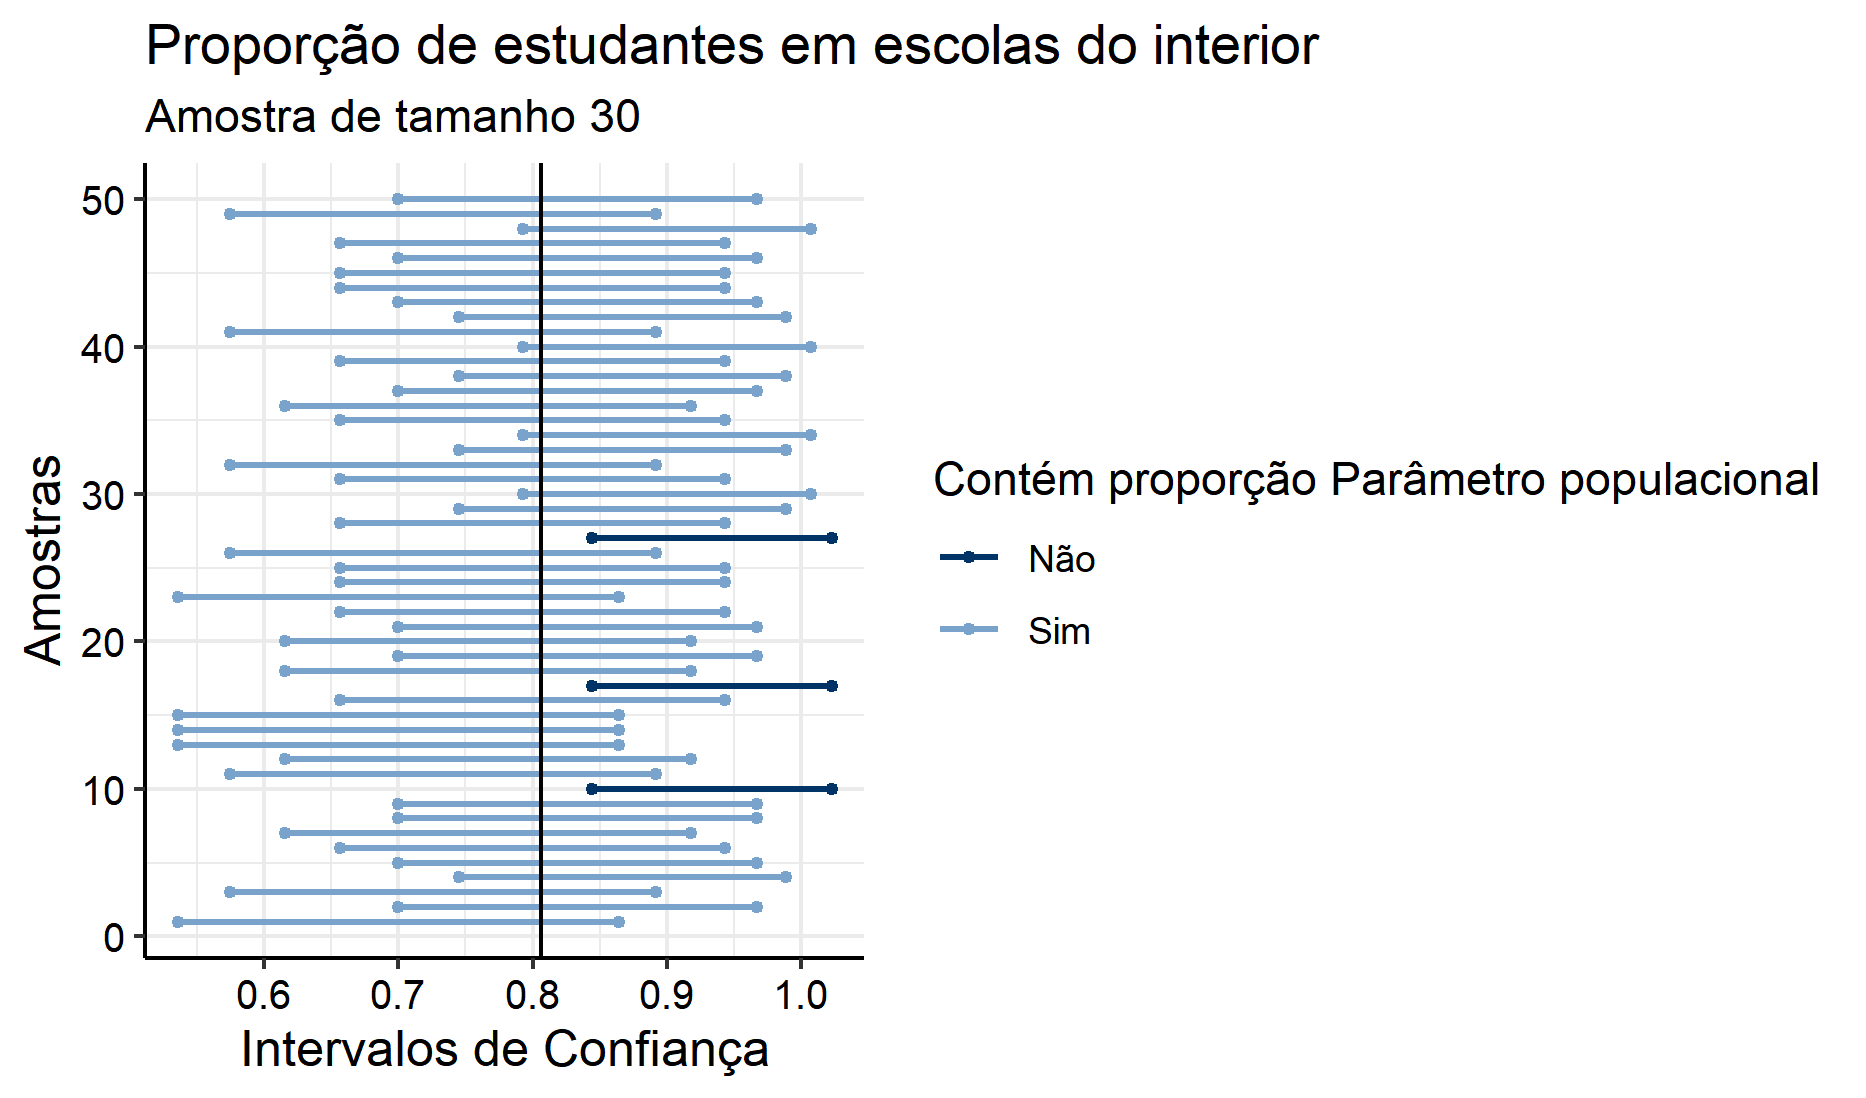 Proporção de estudantes em escolas do interior
Amostra de tamanho 30
50
40
30
20
10
0
Amostras
0.6 0.7 0.8 0.9 1.0
Intervalos de Confiança
Contém proporção Parâmetro populacional
Não
Sim